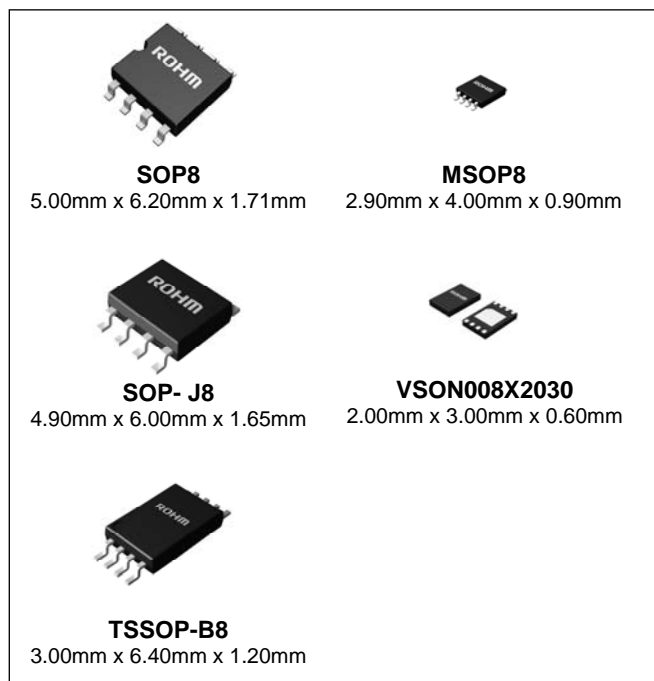 ROHM
SOP8
5.00mm x 6.20mm x 1.71mm
ROHM
MSOP8
2.90mm x 4.00mm x 0.90mm
ROHM
SOP- J8
4.90mm x 6.00mm x 1.65mm
ROHM
VSON008X2030
2.00mm x 3.00mm x 0.60mm
ROHM
TSSOP-B8
3.00mm x 6.40mm x 1.20mm